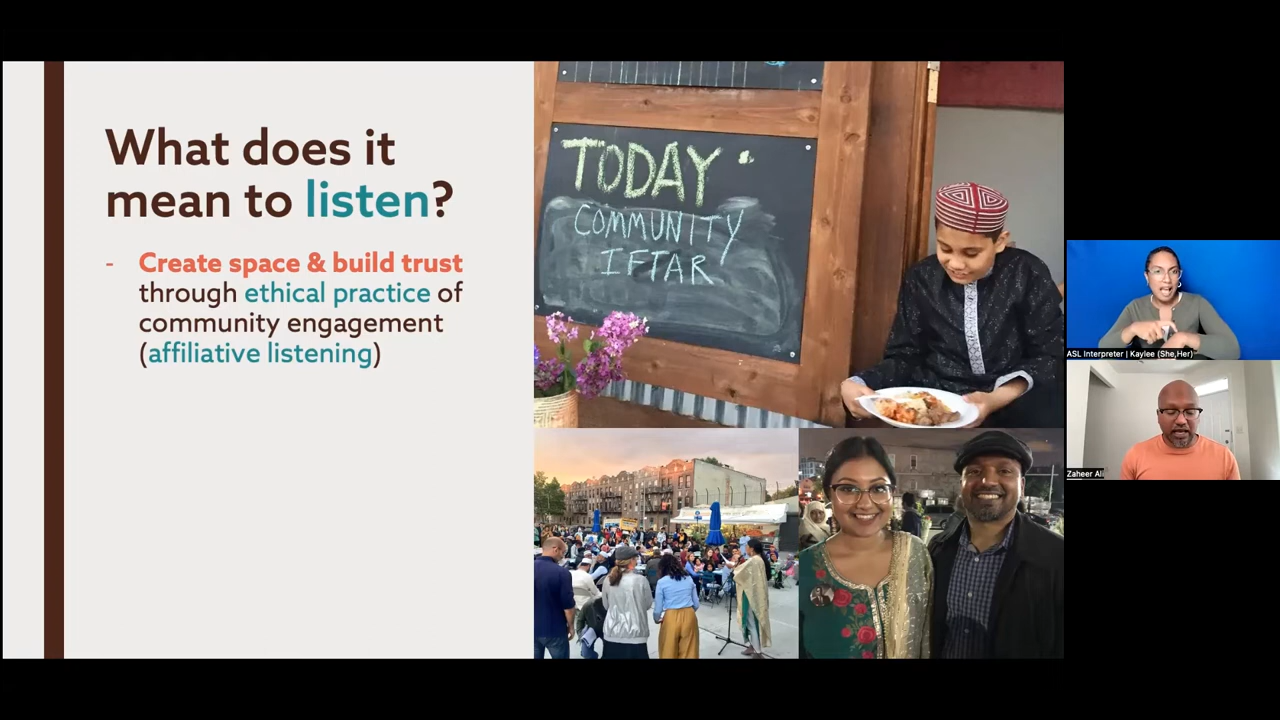 What does it
mean to listen?
- Create space & build trust
through ethical practice of
community engagement
(affiliative listening)
TODAY
COMMUNITY
IFTAR
ASL Interpreter | Kaylee (She,Her)
Zaheer Ali